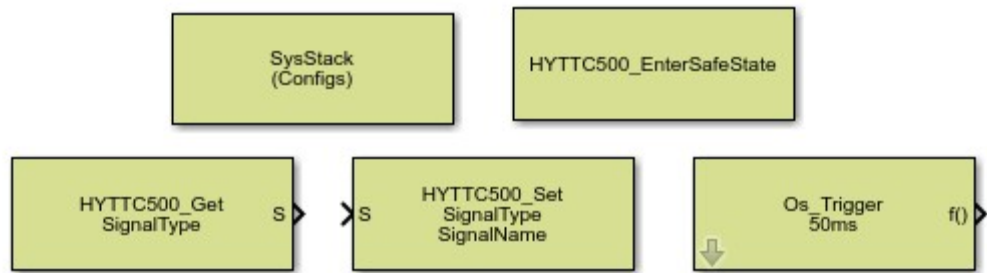 SysStack
(Configs)
HYTTC500_EnterSafeState
HYTTC500_Get
SignalType
S
S
HYTTC500_Set
SignalType
SignalName
Os_Trigger
50ms
f()